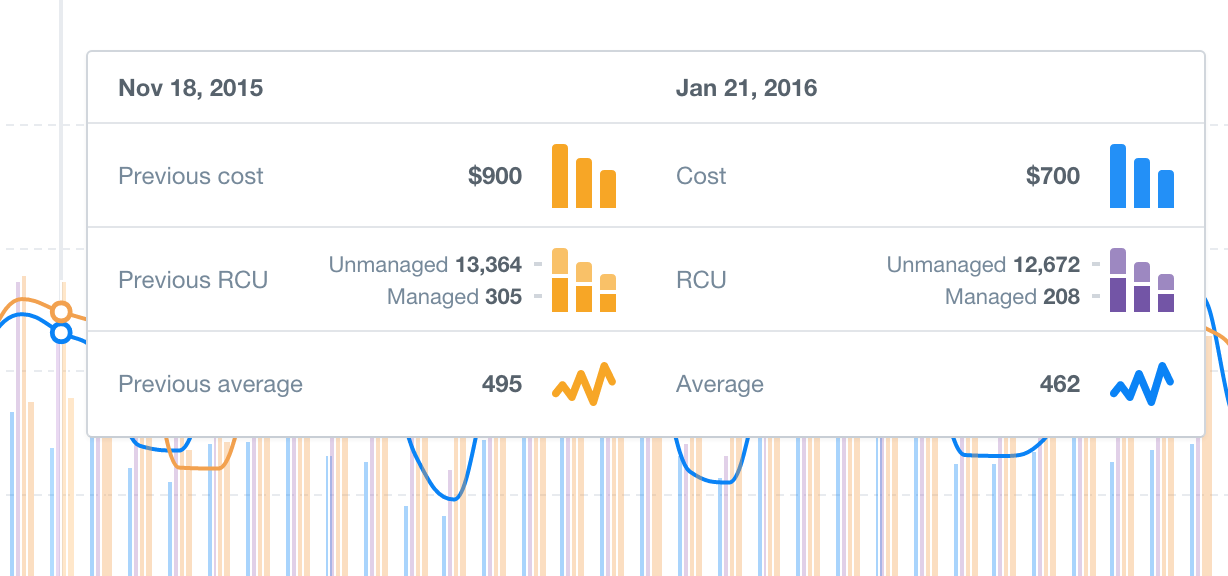 Nov 18, 2015
Jan 21, 2016
Previous cost $900
Cost $700
Previous RCU
Unmanaged 13,364
Managed 305
RCU
Unmanaged 12,672
Managed 208
Previous average 495
Average 462